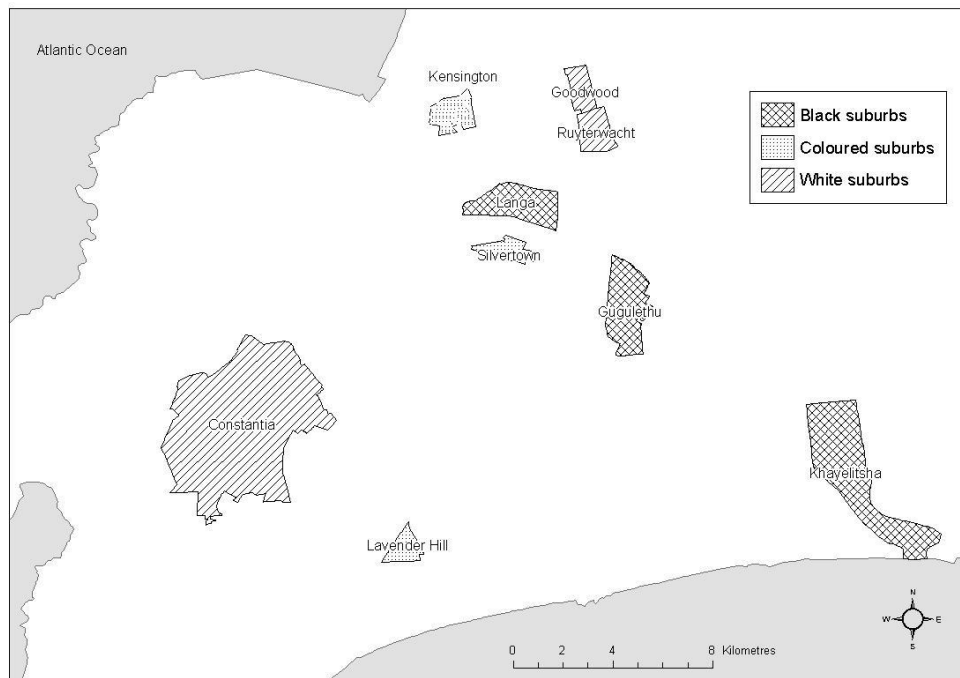 Atlantic Ocean
Kensington
Goodwood
Ruyterwacht
Black suburbs
Coloured suburbs
White suburbs
Langa
Silvertown
Gugulethu
Constantia
Khayelitsha
Lavender Hill
N
W E
S
0 2 4 8 Kilometres